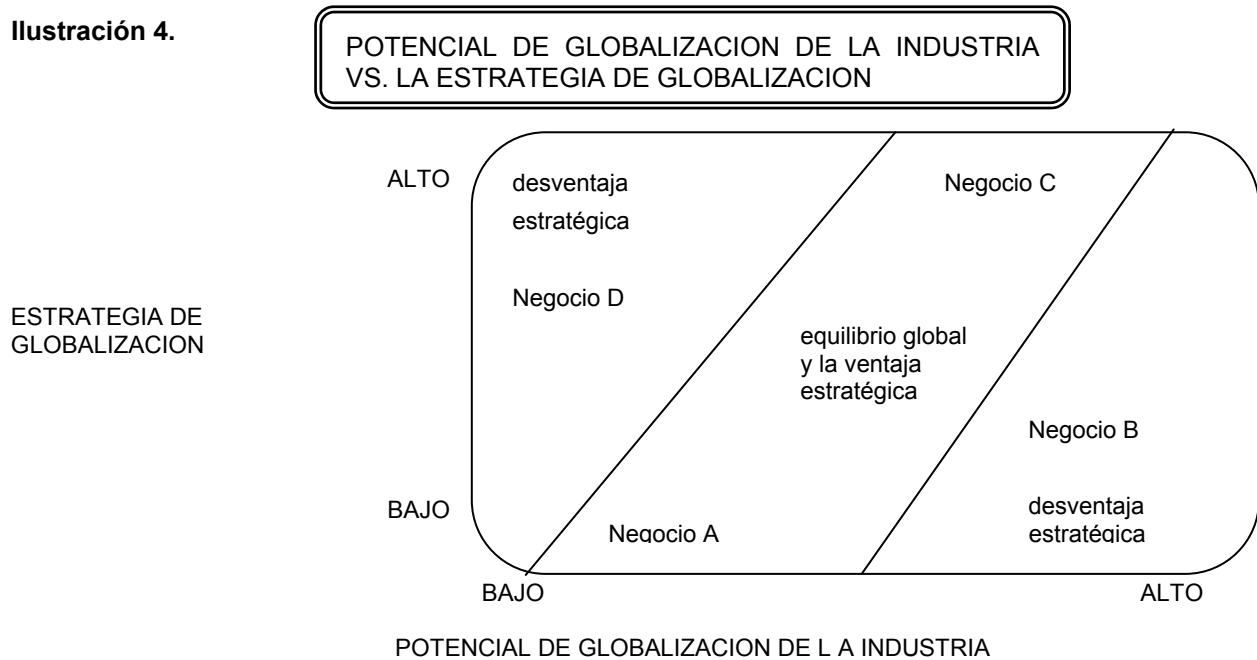 Ilustración 4.
POTENCIAL DE GLOBALIZACION DE LA INDUSTRIA
VS. LA ESTRATEGIA DE GLOBALIZACION
ALTO
desventaja
estratégica
Negocio C
Negocio D
ESTRATEGIA DE
GLOBALIZACION
equilibrio global
y la ventaja
estratégica
Negocio B
BAJO
desventaja
estratégica
Negocio A
BAJO
ALTO
POTENCIAL DE GLOBALIZACION DE L A INDUSTRIA